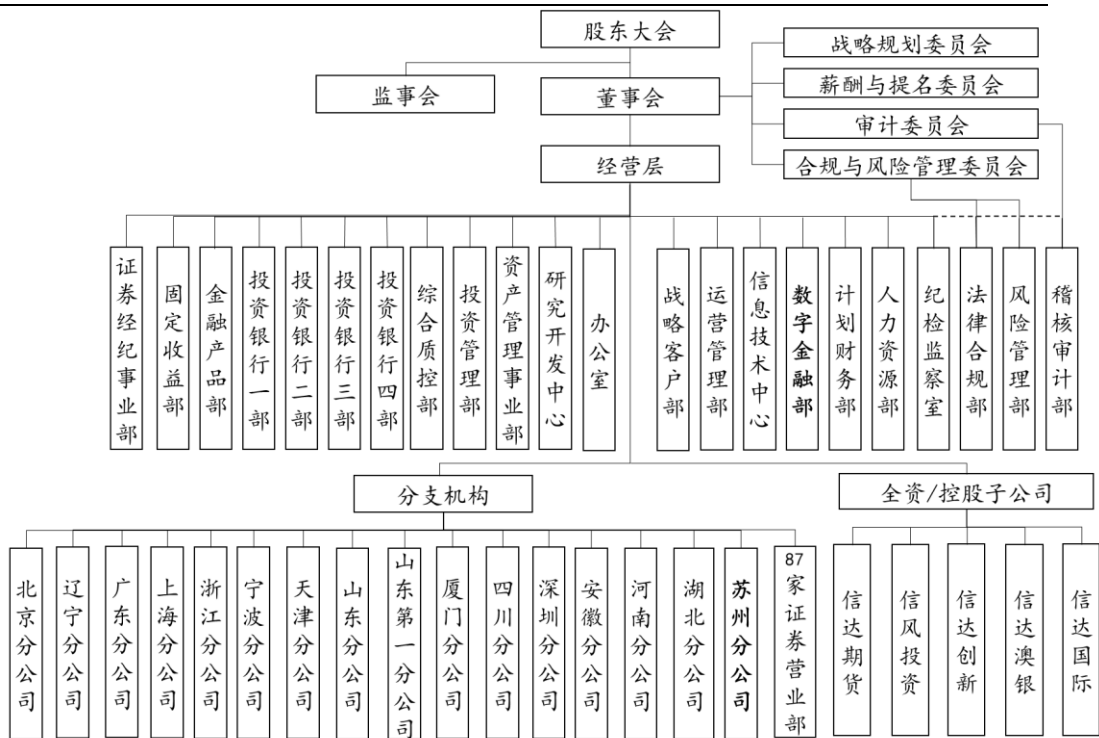 股东大会
战略规划委员会
监事会
董事会
薪酬与提名委员会
审计委员会
经营层
合规与风险管理委员会
证券经纪事业部
固定收益部
金融产品部
投资银行一部
投资银行二部
投资银行三部
投资银行四部
综合质控部
投资管理部
资产管理事业部
研究开发中心
办公室
战略客户部
运营管理部
信息技术中心
数字金融部
计划财务部
人力资源部
纪检监察室
法律合规部
风险管理部
稽核审计部
分支机构
全资/控股子公司
北京分公司
辽宁分公司
广东分公司
上海分公司
浙江分公司
宁波分公司
天津分公司
山东分公司
山东第一分公司
厦门分公司
四川分公司
深圳分公司
安徽分公司
河南分公司
湖北分公司
苏州分公司
87家证券营业部
信达期货
信风投资
信达创新
信达澳银
信达国际